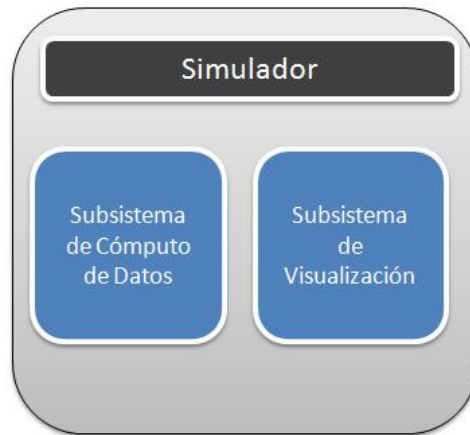 Simulador
Subsistema
de Cómputo
de Datos
Subsistema
de
Visualización